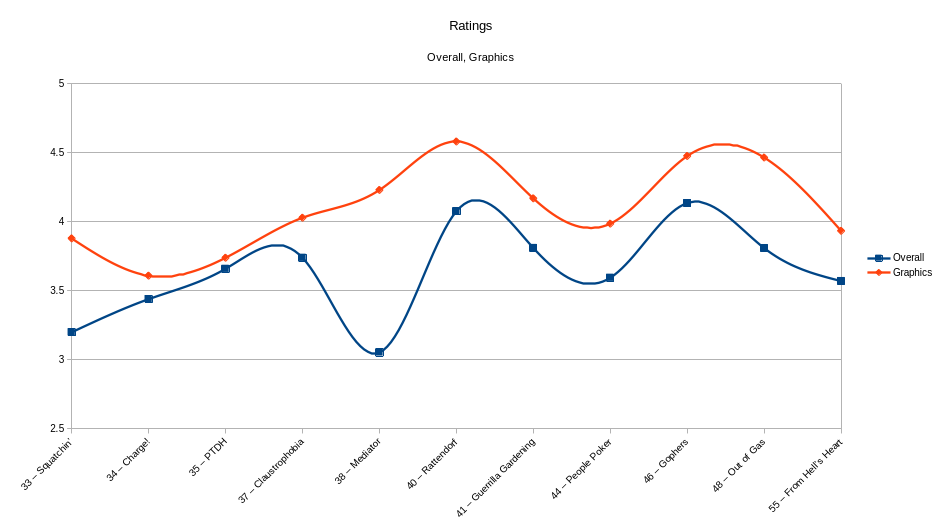 Ratings
Overall, Graphics
5
4.5
4
3.5
3
2.5
33 – Squatchin'
34 – Charge!
35 – PTDH
37 – Claustrophobia
38 – Mediator
40 – Rattendorf
41 – Guerrilla Gardening
44 – People Poker
46 – Gophers
48 – Out of Gas
55 – From Hell's Heart
Overall
Graphics